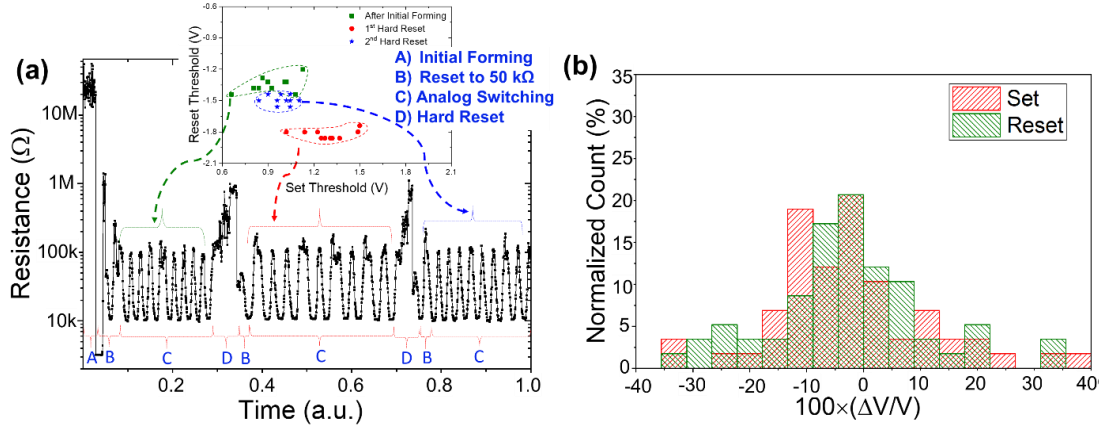 (a)
-0.6
-0.9
-1.2
-1.5
-1.8
-2.1
Reset Threshold (V)
After Initial Forming
1st Hard Reset
2nd Hard Reset
0.6
0.9
1.2
1.5
1.8
2.1
Set Threshold (V)
A) Initial Forming
B) Reset to 50 kΩ
C) Analog Switching
D) Hard Reset
10M
1M
100k
10k
Resistance (Ω)
A
B
C
D
B
C
D
B
C
0.2
0.4
0.6
0.8
1.0
Time (a.u.)
(b)
35
30
25
20
15
10
5
0
Normalized Count (%)
Set
Reset
-40
-20
-10
0
10
20
40
100×(ΔV/V)